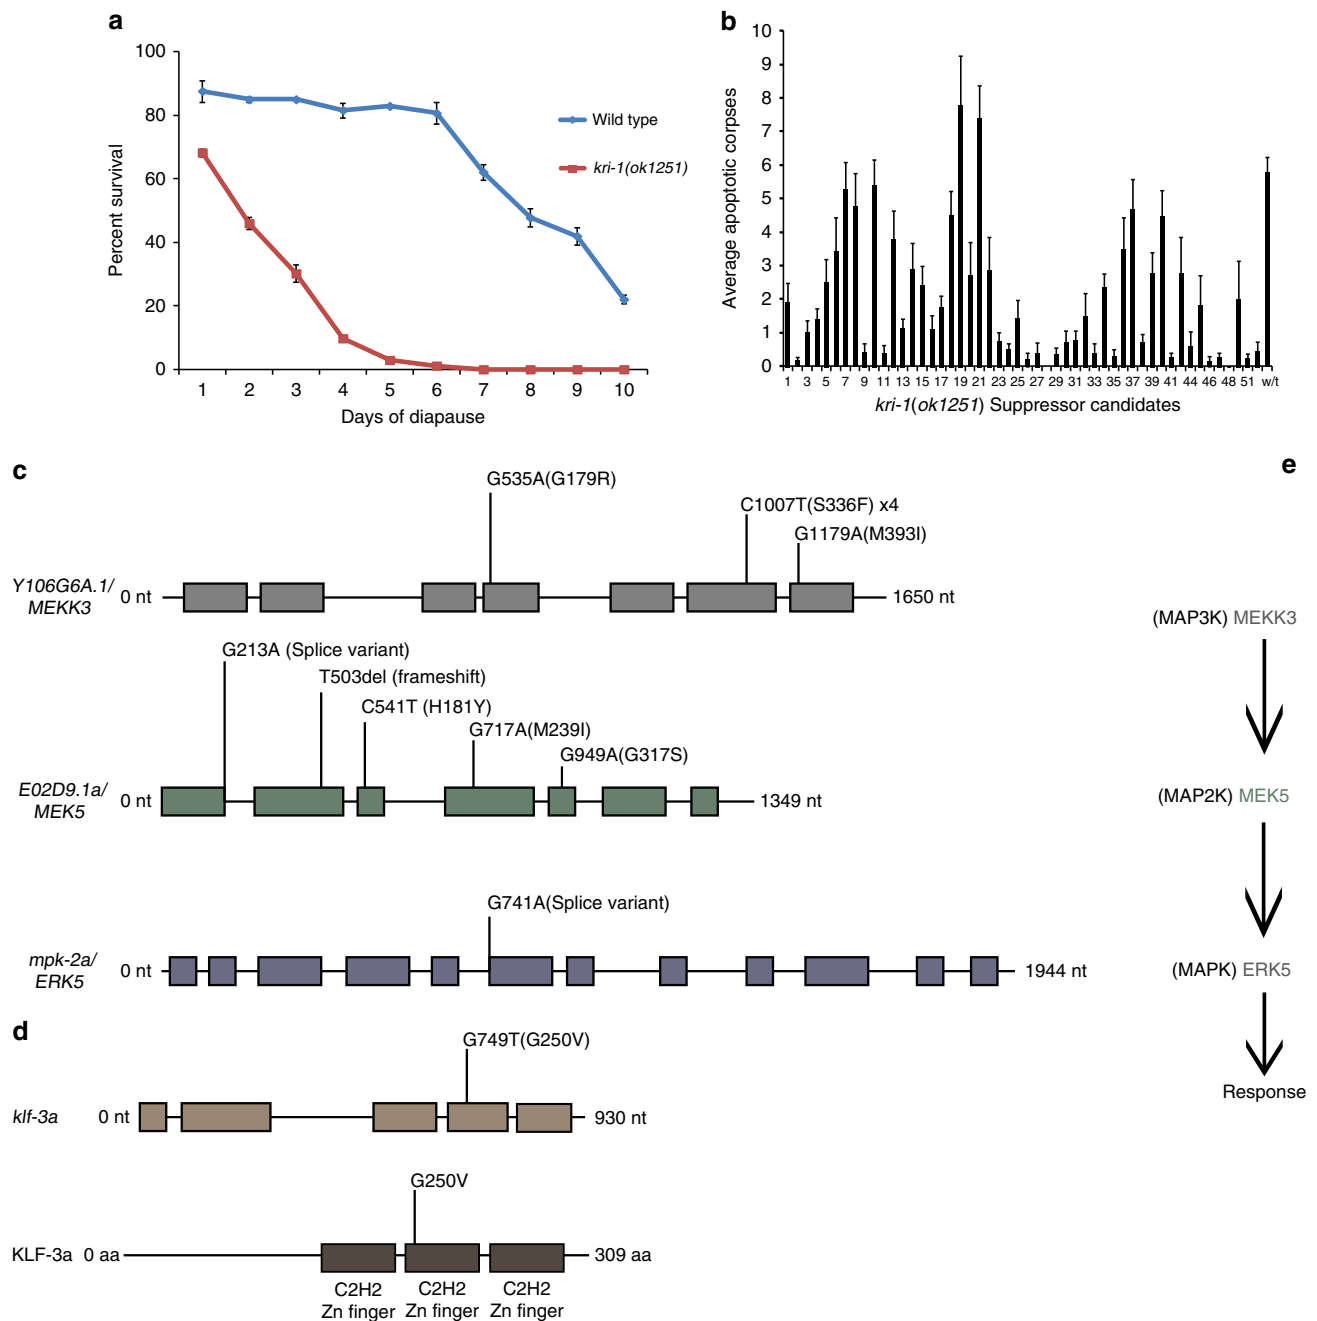 a
100
80
60
40
20
0
Percent survival
1 2 3 4 5 6 7 8 9 10
Days of diapause
Wild type
kri-1(ok1251)
b
10
9
8
7
6
5
4
3
2
1
0
Average apoptotic corpses
1 3 5 7 9 11 13 15 17 19 21 23 25 27 29 31 33 35 37 39 41 44 46 48 51 w/t
kri-1(ok1251) Suppressor candidates
c
G535A(G179R)
C1007T(S336F) x4
G1179A(M393I)
Y106G6A.1/
MEKK3
0 nt
1650 nt
G213A (Splice variant)
T503del (frameshift)
C541T (H181Y)
G717A(M239I)
G949A(G317S)
E02D9.1a/
MEK5
0 nt
1349 nt
G741A(Splice variant)
mpk-2a/
ERK5
0 nt
1944 nt
d
G749T(G250V)
klf-3a
0 nt
930 nt
G250V
KLF-3a 0 aa
309 aa
C2H2
Zn finger
C2H2
Zn finger
C2H2
Zn finger
e
(MAP3K) MEKK3
(MAP2K) MEK5
(MAPK) ERK5
Response